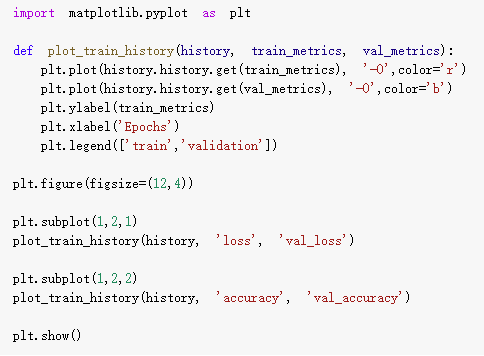 import matplotlib.pyplot as plt
def plot_train_history(history, train_metrics, val_metrics):
    plt.plot(history.history.get(train_metrics), '-O',color='r')
    plt.plot(history.history.get(val_metrics), '-O',color='b')
    plt.ylabel(train_metrics)
    plt.xlabel('Epochs')
    plt.legend(['train','validation'])
plt.figure(figsize=(12,4))
plt.subplot(1,2,1)
plot_train_history(history, 'loss', 'val_loss')
plt.subplot(1,2,2)
plot_train_history(history, 'accuracy', 'val_accuracy')
plt.show()